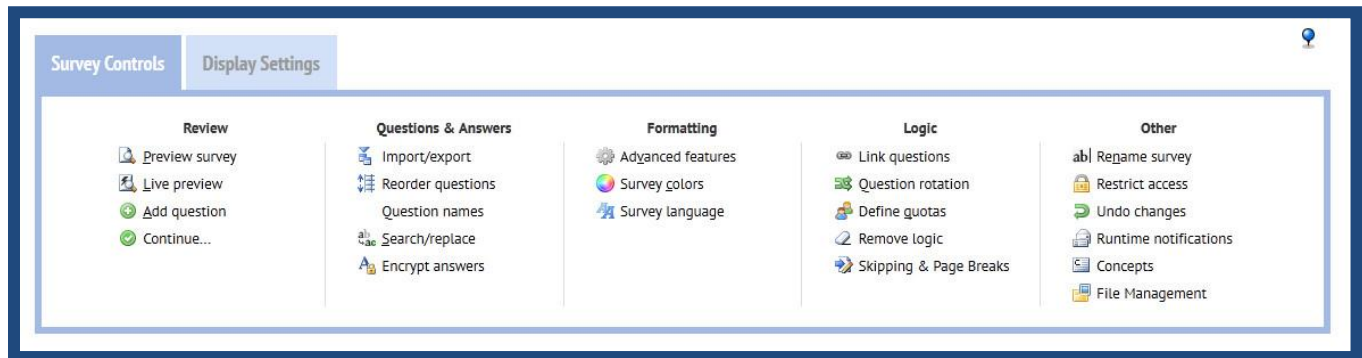 Survey Controls
Display Settings
Review
Preview survey
Live preview
Add question
Continue...
Questions & Answers
Import/export
Reorder questions
Question names
Search/replace
Encrypt answers
Formatting
Advanced features
Survey colors
Survey language
Logic
Link questions
Question rotation
Define quotas
Remove logic
Skipping & Page Breaks
Other
Rename survey
Restrict access
Undo changes
Runtime notifications
Concepts
File Management